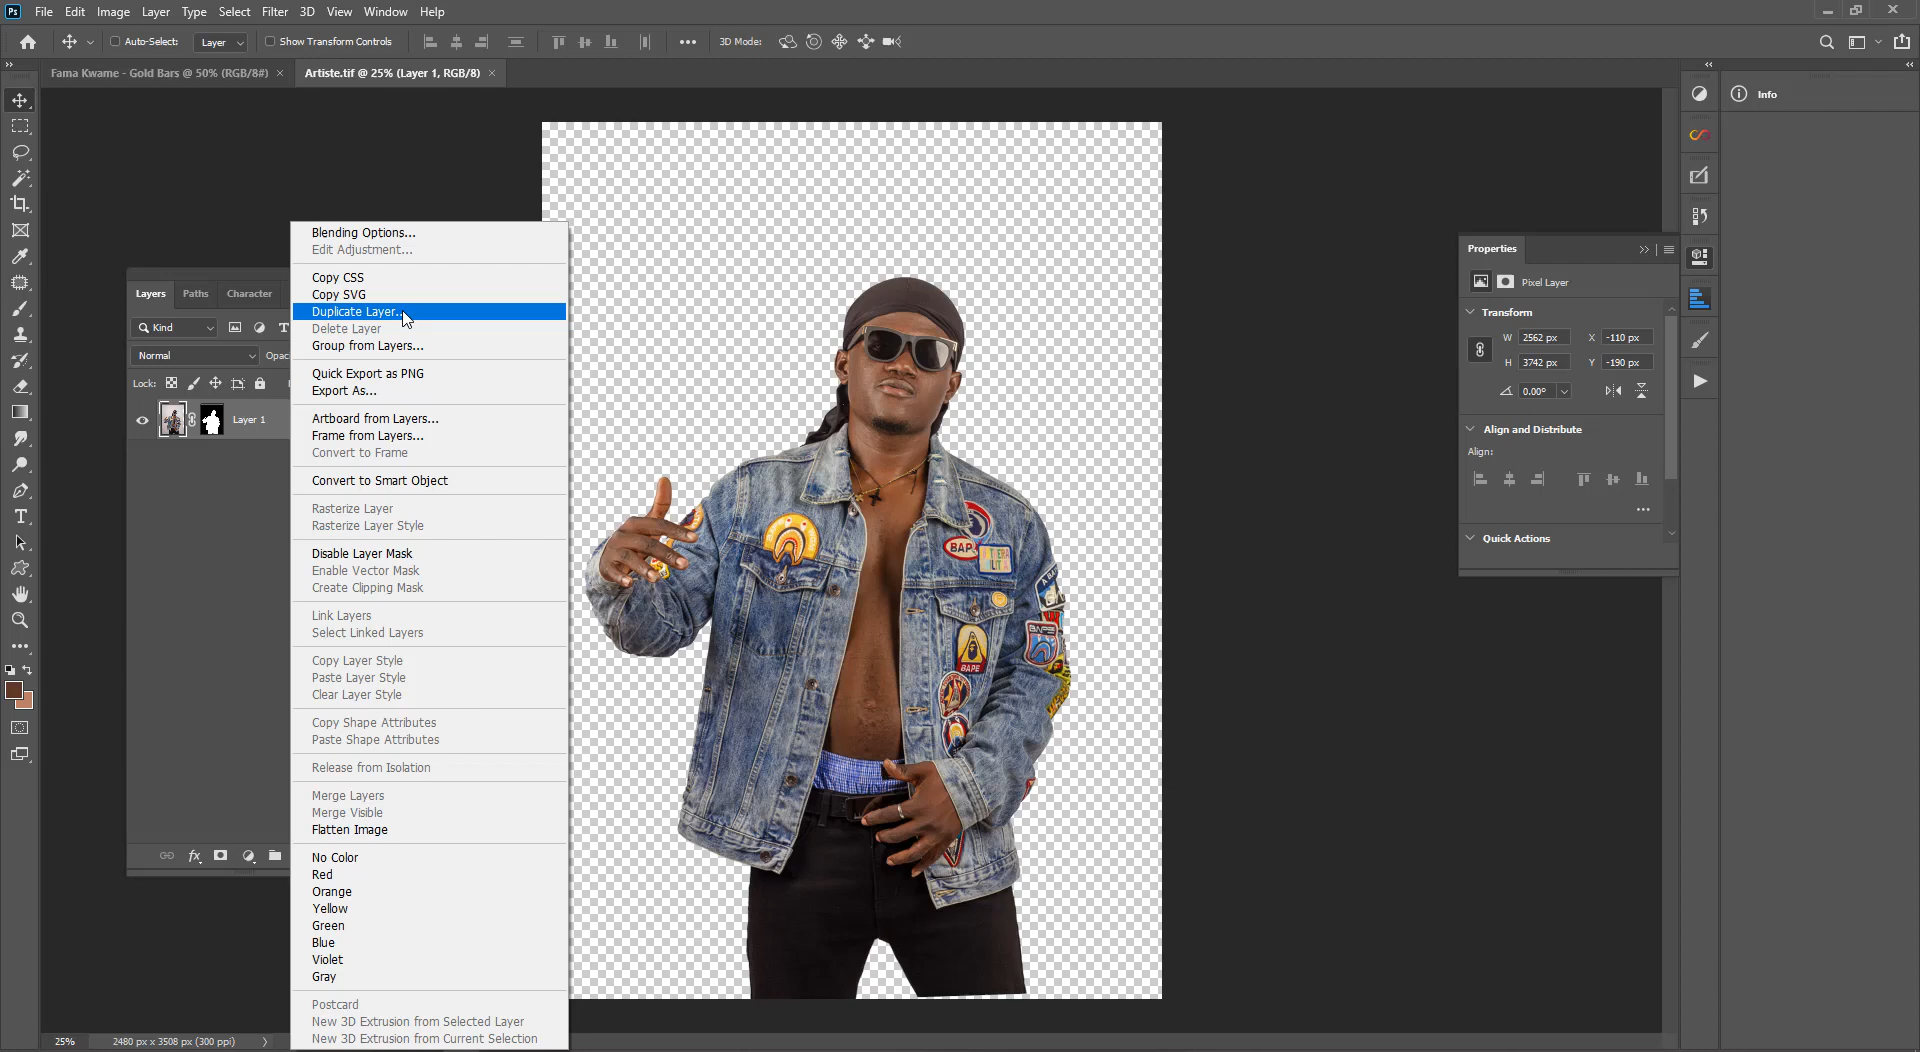 Ps File Edit Image Layer Type Select Filter 3D View Window Help
Auto-Select: Layer Show Transform Controls ••• 3D Mode:
Fama Kwame - Gold Bars @ 50% (RGB/8#) × Artiste.tif @ 25% (Layer 1, RGB/8) ×
Info
Blending Options...
Edit Adjustment...
Copy CSS
Copy SVG
Duplicate Layer...
Delete Layer
Group from Layers...
Quick Export as PNG
Export As...
Artboard from Layers...
Frame from Layers...
Convert to Frame
Convert to Smart Object
Rasterize Layer
Rasterize Layer Style
Disable Layer Mask
Enable Vector Mask
Create Clipping Mask
Link Layers
Select Linked Layers
Copy Layer Style
Paste Layer Style
Clear Layer Style
Copy Shape Attributes
Paste Shape Attributes
Release from Isolation
Merge Layers
Merge Visible
Flatten Image
No Color
Red
Orange
Yellow
Green
Blue
Violet
Gray
Postcard
New 3D Extrusion from Selected Layer
New 3D Extrusion from Current Selection
Layers Paths Character
Kind
Normal Opac
Lock:
Layer 1
fx
BAP
BAPE
BAPE
Properties
Pixel Layer
Transform
W 2562 px X -110 px
H 3742 px Y -190 px
0.00°
Align and Distribute
Align:
•••
Quick Actions
25% 2480 px x 3508 px (300 ppi)